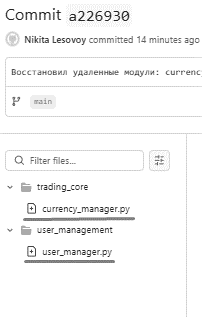 Commit a226930
Nikita Lesovoy committed 14 minutes ago
Восстановил удаленные модули: currenc
main
Filter files...
trading_core
currency_manager.py
user_management
user_manager.py